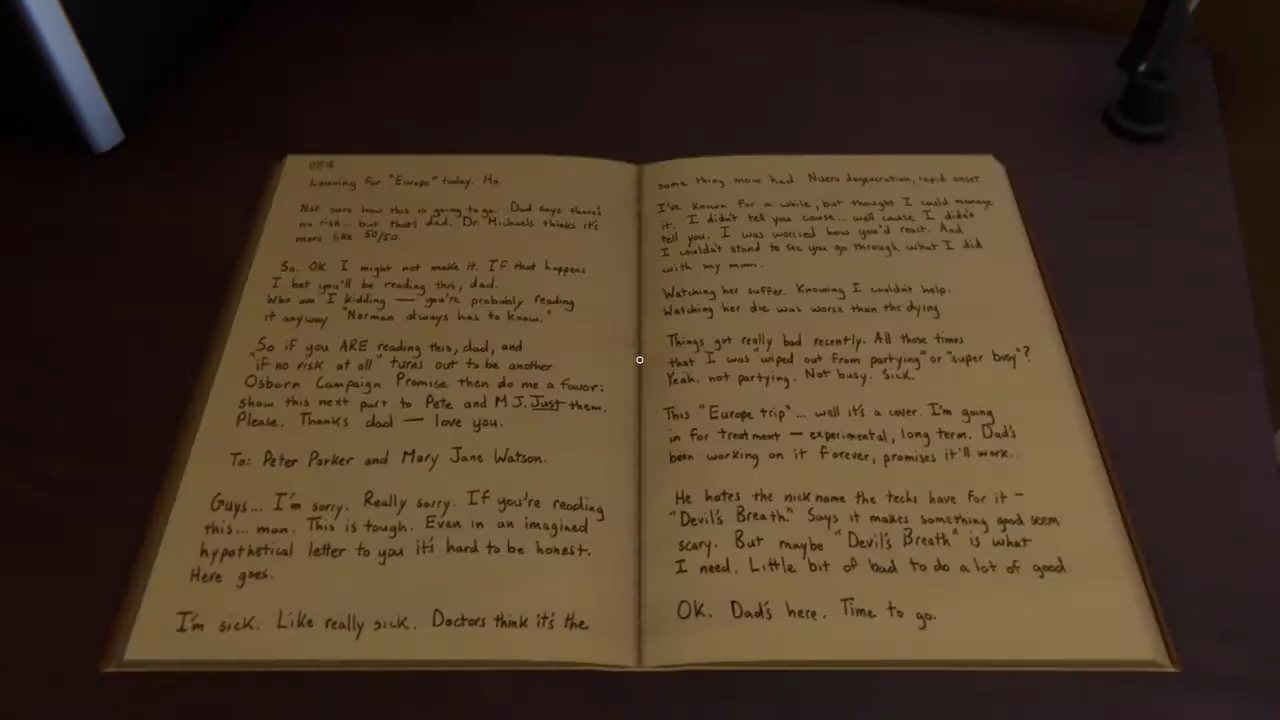 Leaving for "Europe" today. Ha.
Not sure how this is going to go. Dad says there's
no risk... but that's dad. Dr. Michaels thinks it's
more like 50/50.
So. OK. I might not make it. If that happens
I bet you'll be reading this, dad.
Who am I kidding — you're probably reading
it anyway "Norman always has to know."
So if you ARE reading this, dad, and
"if no risk at all" turns out to be another
Osborn Campaign Promise then do me a favor:
show this next part to Pete and M.J. Just them.
Please. Thanks dad — love you.
To: Peter Parker and Mary Jane Watson.
Guys... I'm sorry. Really sorry. If you're reading
this... man. This is tough. Even in an imagined
hypothetical letter to you it's hard to be honest.
Here goes.
I'm sick. Like really sick. Doctors think it's the
some thing mom had Nuero degeneration, rapid onset
I've known for a while, but thought I could manage
it. I didn't tell you cause... well cause I didn't
tell you. I was worried how you'd react. And
I couldn't stand to see you go through what I did
with my mom.
Watching her suffer. Knowing I couldn't help.
Watching her die was worse than the dying
Things got really bad recently. All those times
that I was "wiped out from partying" or "super busy"?
Yeah. not partying. Not busy. Sick.
This "Europe trip"... well it's a cover. I'm going
in for treatment — experimental, long term. Dad's
been working on it forever, promises it'll work.
He hates the nickname the techs have for it -
"Devil's Breath." Says it makes something good seem
scary. But maybe "Devil's Breath" is what
I need. Little bit of bad to do a lot of good
OK. Dad's here. Time to go.